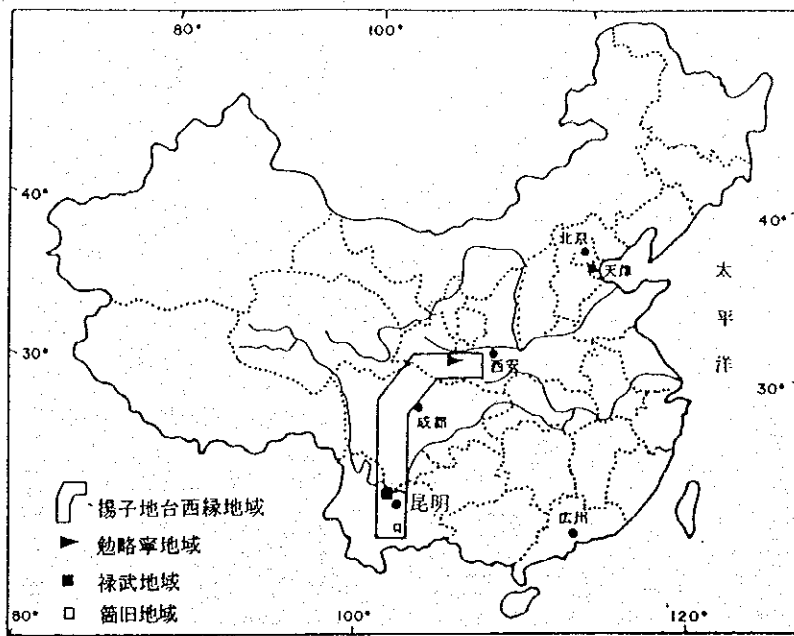 80° 100°
40°
40°
北京
天津
太平洋
30°
西安
30°
成都
昆明
広州
揚子地台西縁地域
勉略寧地域
禄武地域
箇旧地域
80° 100° 120°